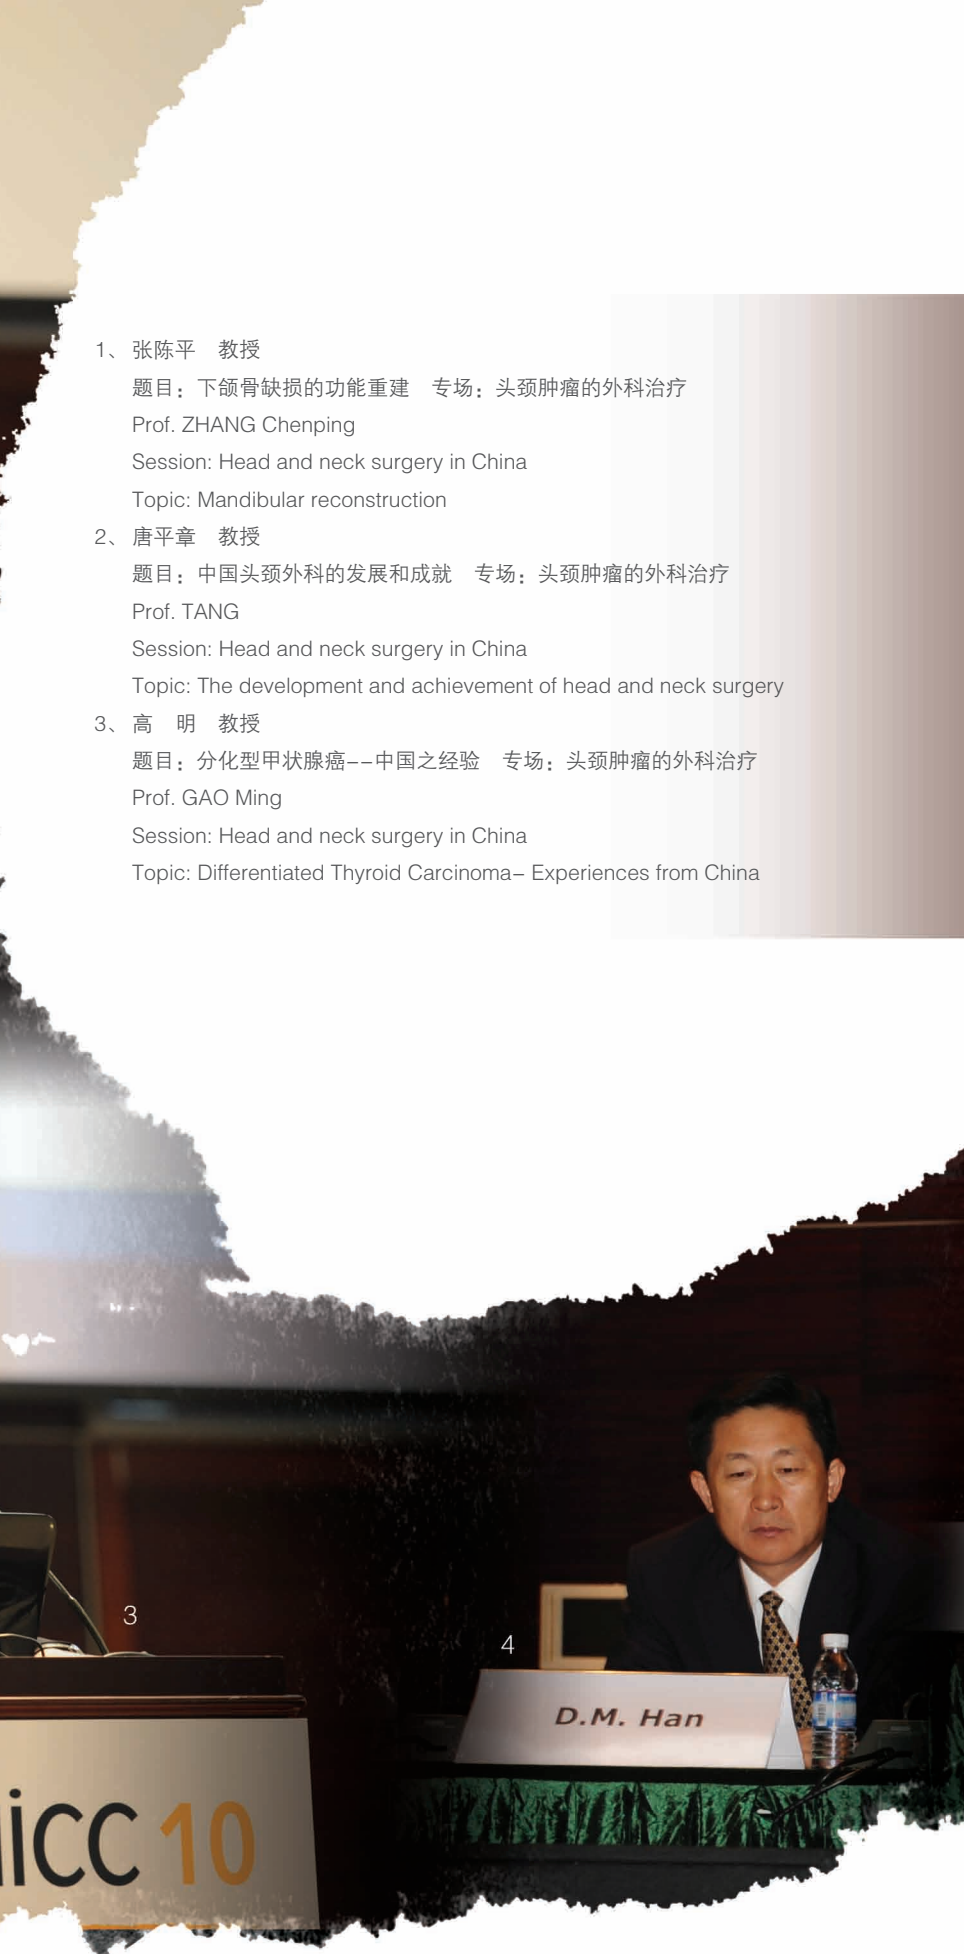 1、 张陈平 教授
题目：下颌骨缺损的功能重建 专场：头颈肿瘤的外科治疗
Prof. ZHANG Chenping
Session: Head and neck surgery in China
Topic: Mandibular reconstruction
2、 唐平章 教授
题目：中国头颈外科的发展和成就 专场：头颈肿瘤的外科治疗
Prof. TANG
Session: Head and neck surgery in China
Topic: The development and achievement of head and neck surgery
3、 高 明 教授
题目：分化型甲状腺癌--中国之经验 专场：头颈肿瘤的外科治疗
Prof. GAO Ming
Session: Head and neck surgery in China
Topic: Differentiated Thyroid Carcinoma- Experiences from China
3
4
D.M. Han
iCC 10